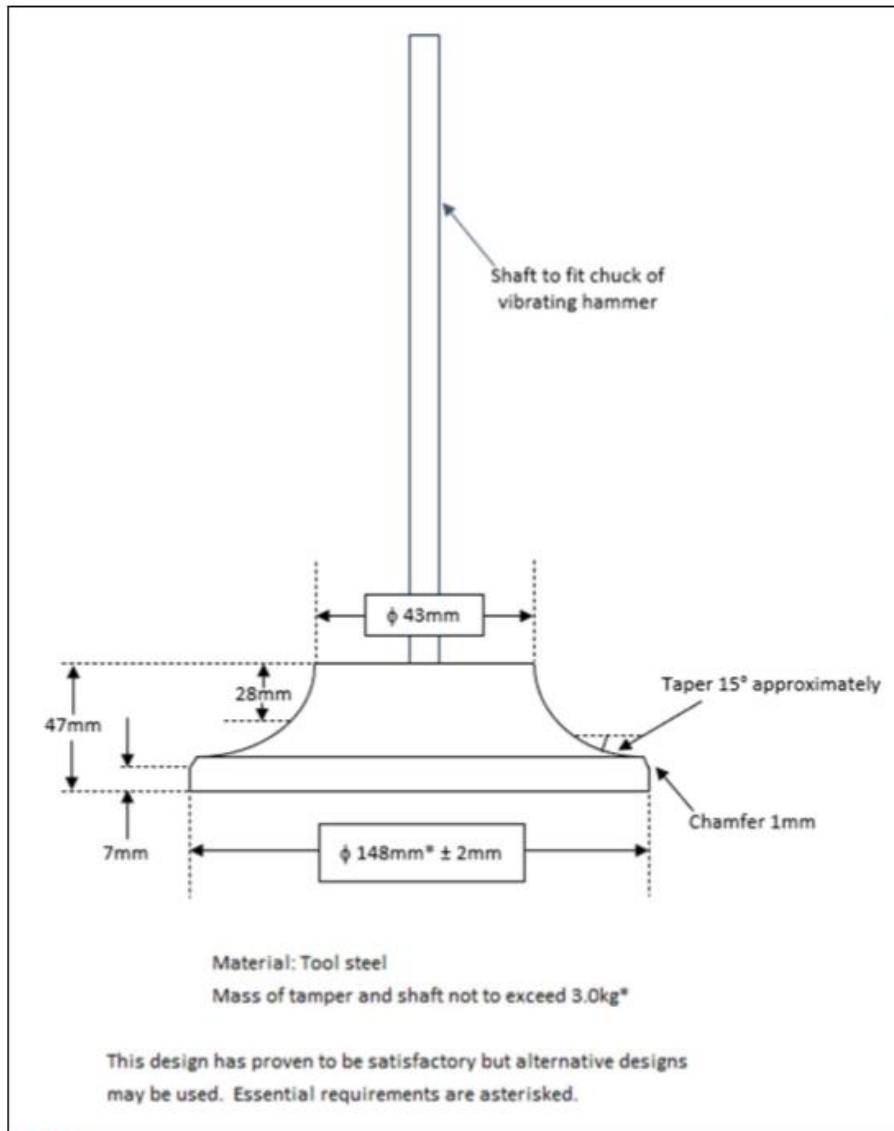 Shaft to fit chuck of
vibrating hammer
ϕ 43mm
28mm
Taper 15° approximately
47mm
7mm
Chamfer 1mm
ϕ 148mm* ± 2mm
Material: Tool steel
Mass of tamper and shaft not to exceed 3.0kg*
This design has proven to be satisfactory but alternative designs
may be used. Essential requirements are asterisked.